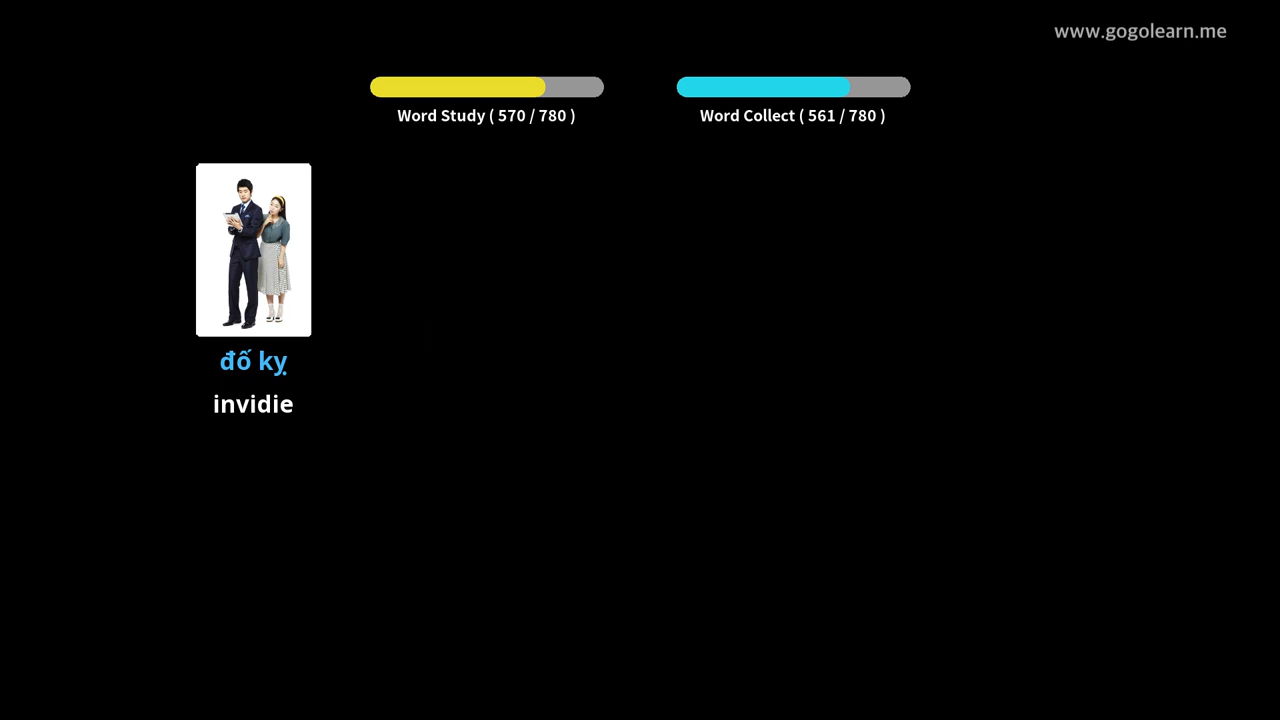 www.gogolearn.me
Word Study ( 570 / 780 )
Word Collect ( 561 / 780 )
đố kỵ
invidie